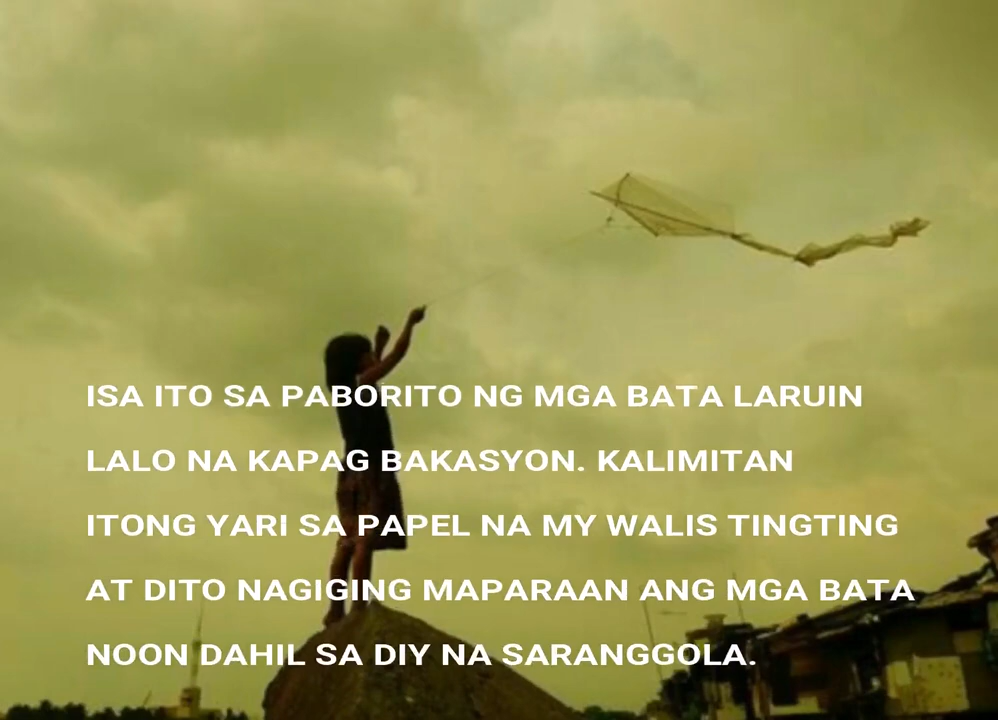 ISA ITO SA PABORITO NG MGA BATA LARUIN
LALO NA KAPAG BAKASYON. KALIMITAN
ITONG YARI SA PAPEL NA MY WALIS TINGTING
AT DITO NAGIGING MAPARAAN ANG MGA BATA
NOON DAHIL SA DIY NA SARANGGOLA.